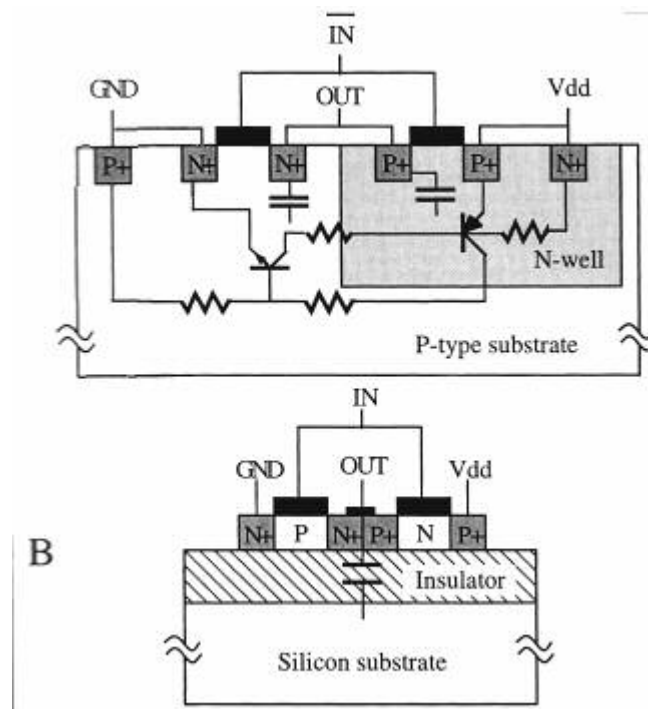 IN
GND
OUT
Vdd
P+ N+ N+ P+ P+ N+
N-well
P-type substrate
IN
GND OUT Vdd
N+ P N+ P+ N P+
B
Insulator
Silicon substrate